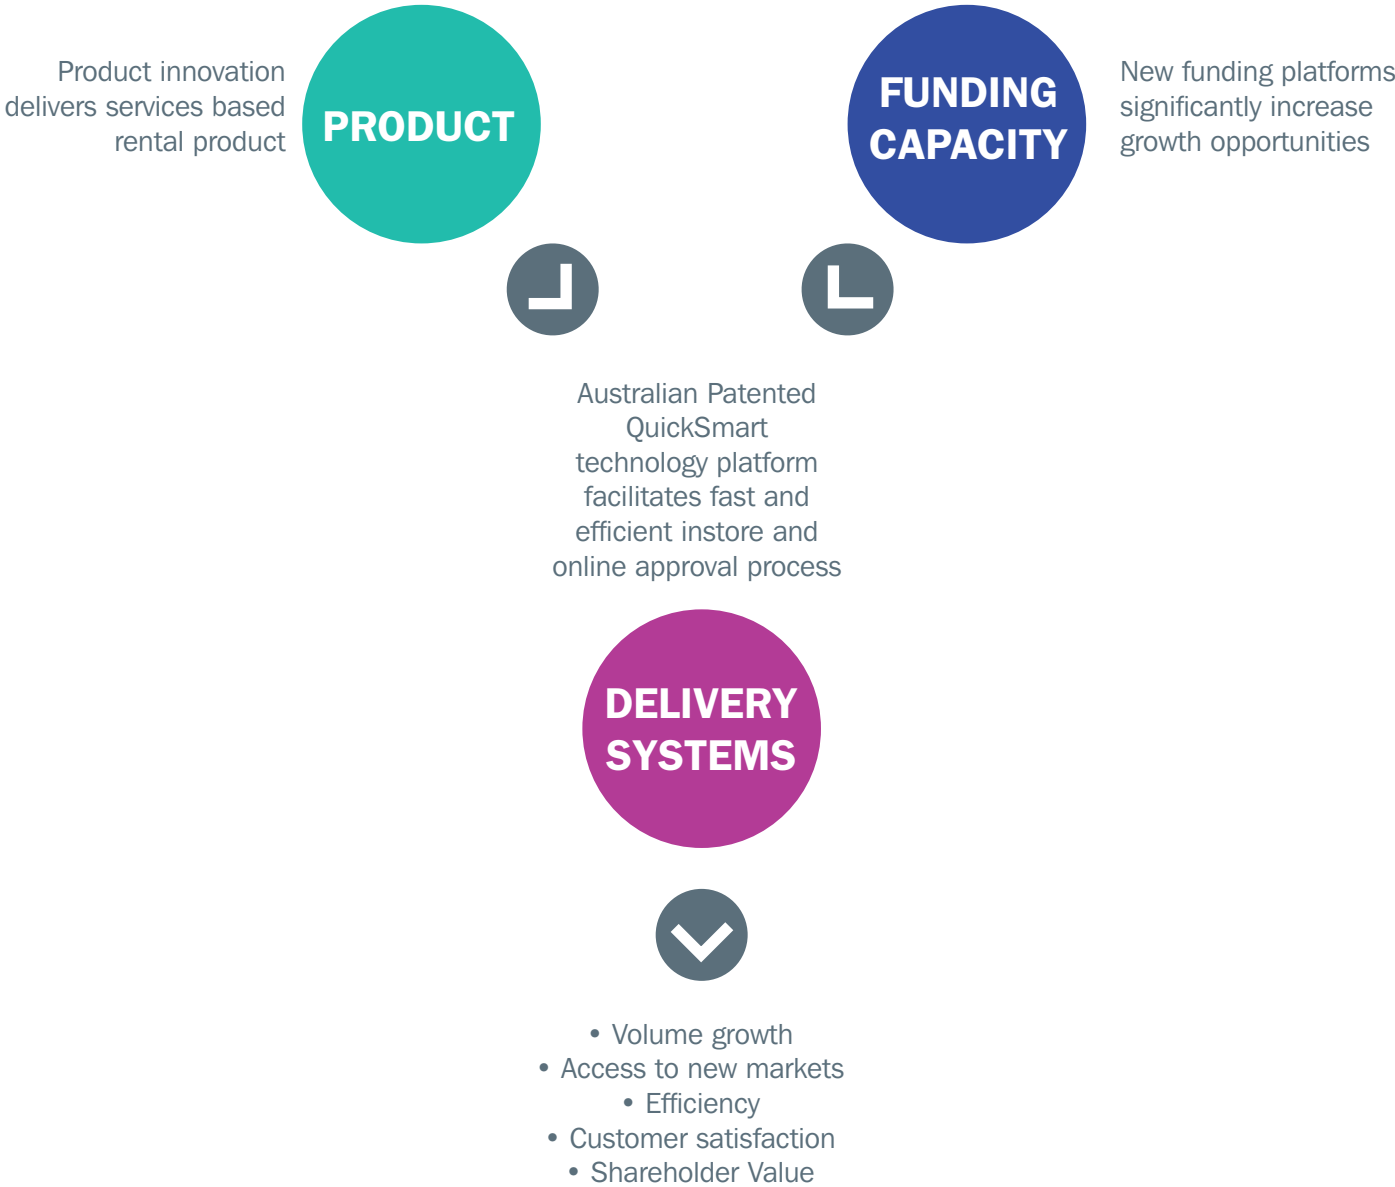 Product innovation
delivers services based
rental product
PRODUCT
FUNDING
CAPACITY
New funding platforms
significantly increase
growth opportunities
Australian Patented
QuickSmart
technology platform
facilitates fast and
efficient instore and
online approval process
DELIVERY
SYSTEMS
• Volume growth
• Access to new markets
• Efficiency
• Customer satisfaction
• Shareholder Value